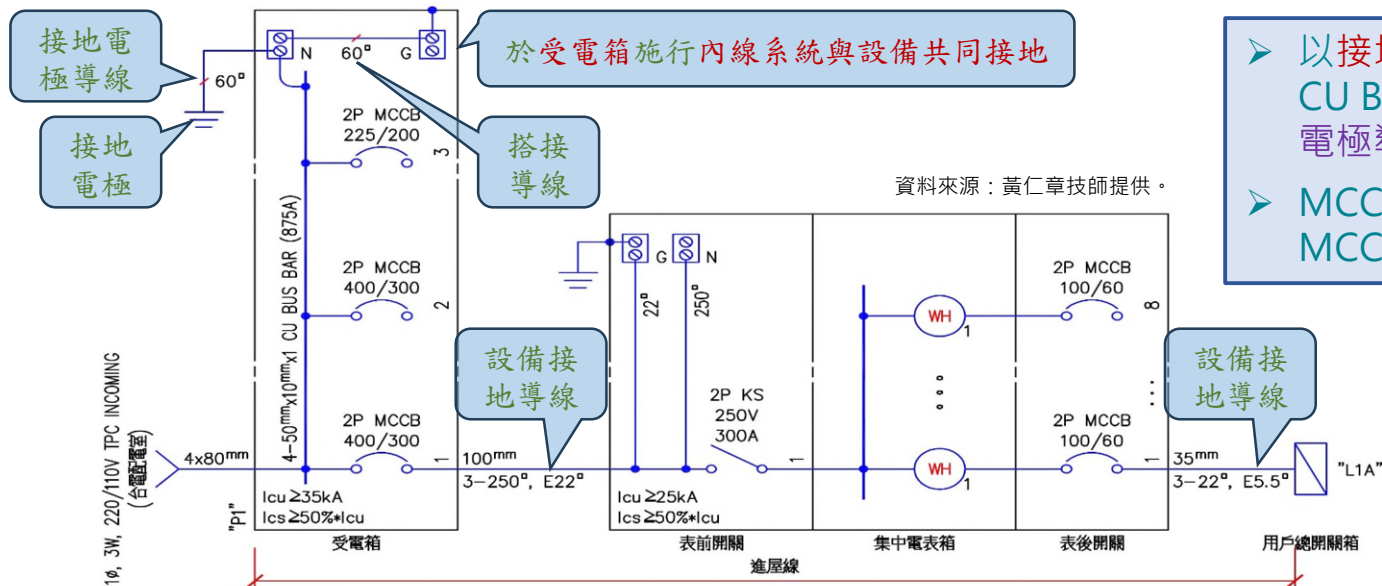 接地電
極導線
60°
接地
電極
N
60°
G
於受電箱施行內線系統與設備共同接地
搭接
導線
2P MCCB
225/200
3
4-50mmx10mmx1 CU BUS BAR (875A)
2P MCCB
400/300
2
2P MCCB
400/300
1
1ø, 3W, 220/110V TPC INCOMING
(台電配電室)
4x80mm
"P1"
Icu≥35kA
Ics≥50%*Icu
受電箱
設備接
地導線
100mm
3-250°, E22°
資料來源：黃仁章技師提供。
G
N
22°
250°
2P KS
250V
300A
1
Icu≥25kA
Ics≥50%*Icu
表前開關
WH
1
WH
1
集中電表箱
2P MCCB
100/60
8
2P MCCB
100/60
1
表後開關
設備接
地導線
35mm
3-22°, E5.5°
"L1A"
用戶總開關箱
進屋線
➢ 以接地
CU B
電極導
➢ MCC
MCC